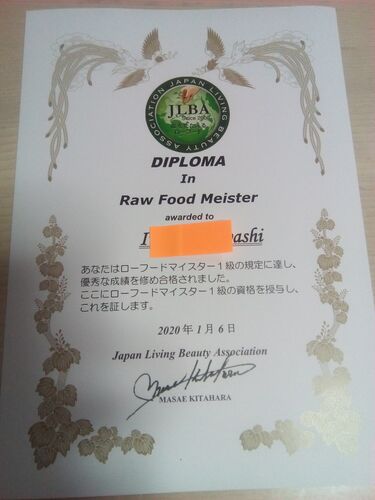 JAPAN LIVING BEAUTY ASSOCIATION
JLBA
Since 2006
DIPLOMA
In
Raw Food Meister
awarded to
あなたはローフードマイスター１級の規定に達し、
優秀な成績を修め合格されました。
ここにローフードマイスター１級の資格を授与し、
これを証します。
2020年1月6日
Japan Living Beauty Association
Masae Kitahara
MASAE KITAHARA